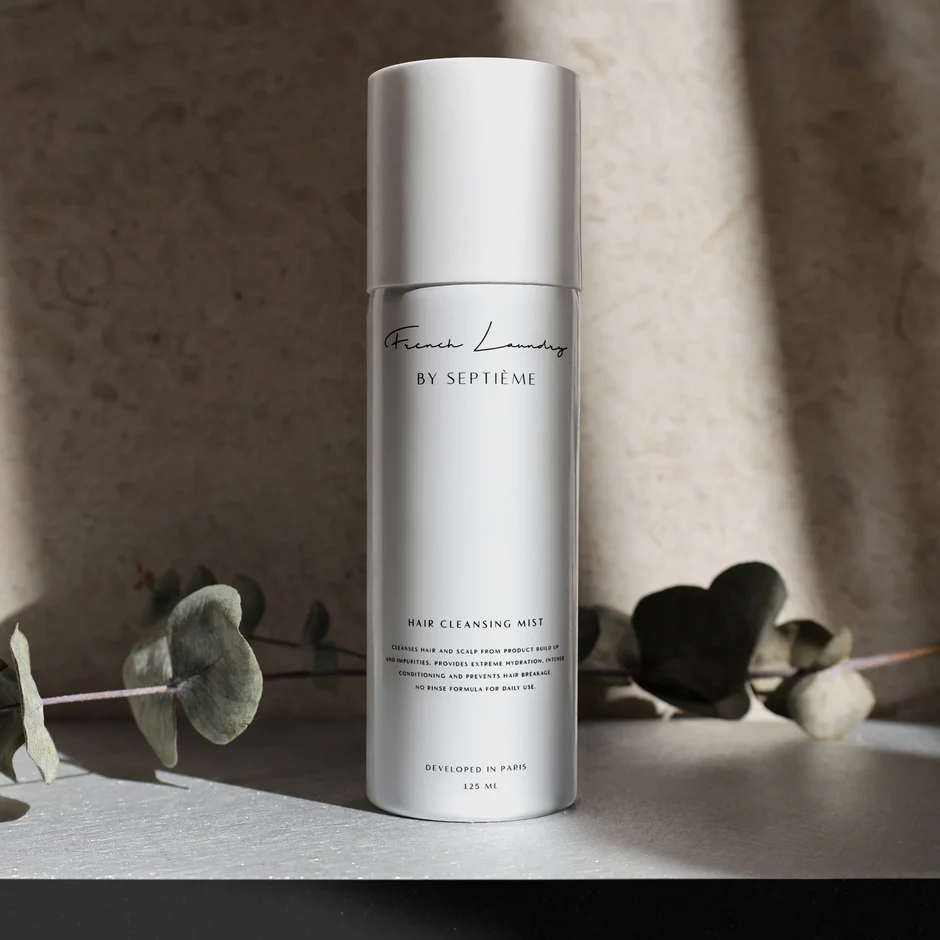 French Laundry
BY SEPTIÈME
HAIR CLEANSING MIST
CLEANSES HAIR AND SCALP FROM PRODUCT BUILD UP
AND IMPURITIES. PROVIDES EXTREME HYDRATION, INTENSE
CONDITIONING AND PREVENTS HAIR BREAKAGE.
NO RINSE FORMULA FOR DAILY USE.
DEVELOPED IN PARIS
125 ML